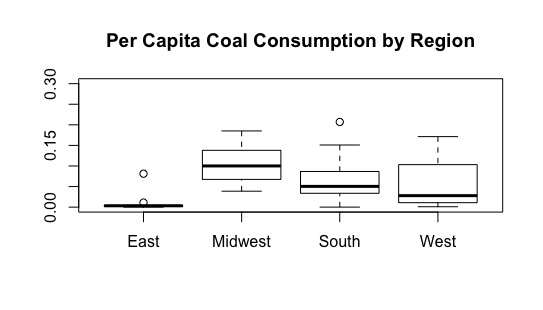 Per Capita Coal Consumption by Region
0.30
0.15
0.00
East Midwest South West